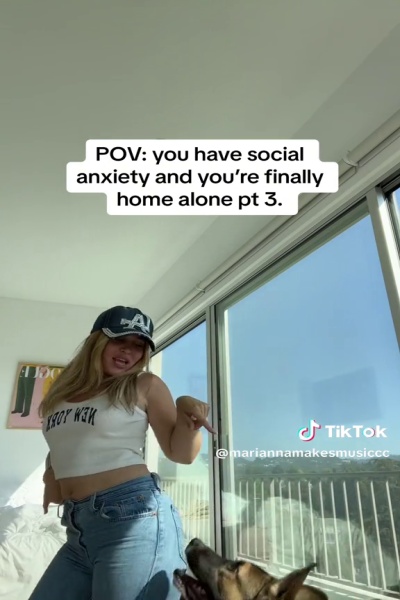 POV: you have social
anxiety and you're finally
home alone pt 3.
TikTok
@mariannamakesmusiccc
NEW YORK